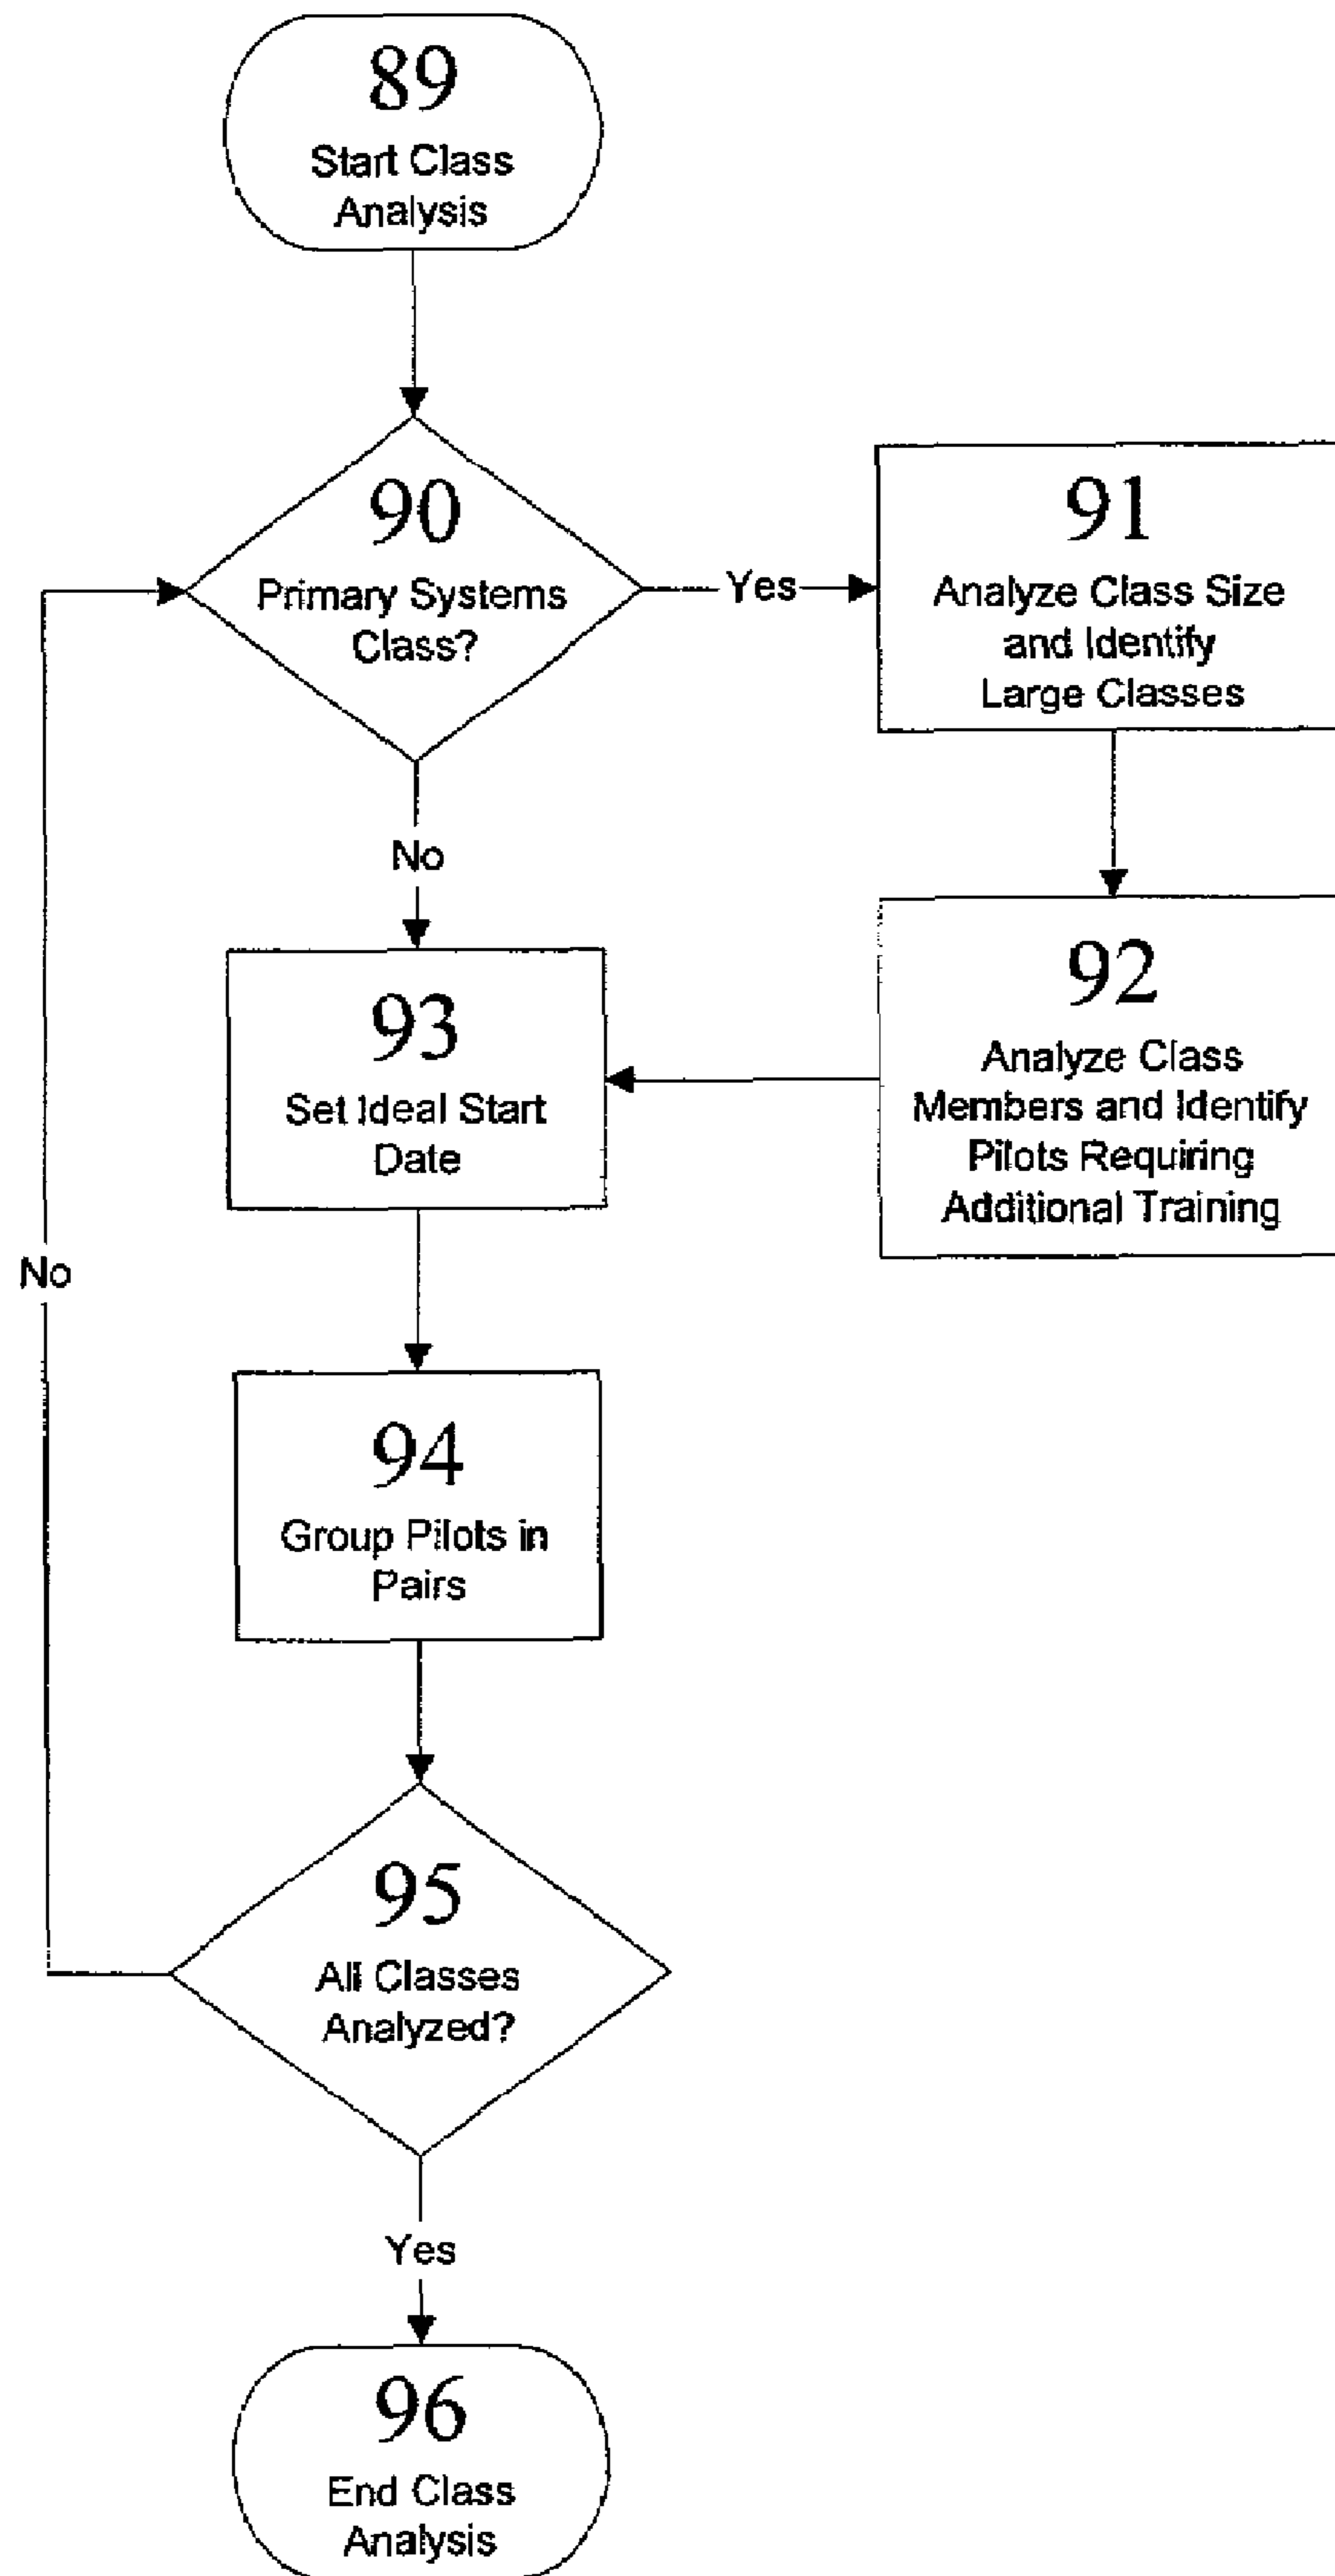 89
Start Class
Analysis
90
Primary Systems
Class?
Yes
91
Analyze Class Size
and Identify
Large Classes
No
92
Analyze Class
Members and Identify
Pilots Requiring
Additional Training
93
Set Ideal Start
Date
No
94
Group Pilots in
Pairs
95
All Classes
Analyzed?
Yes
96
End Class
Analysis